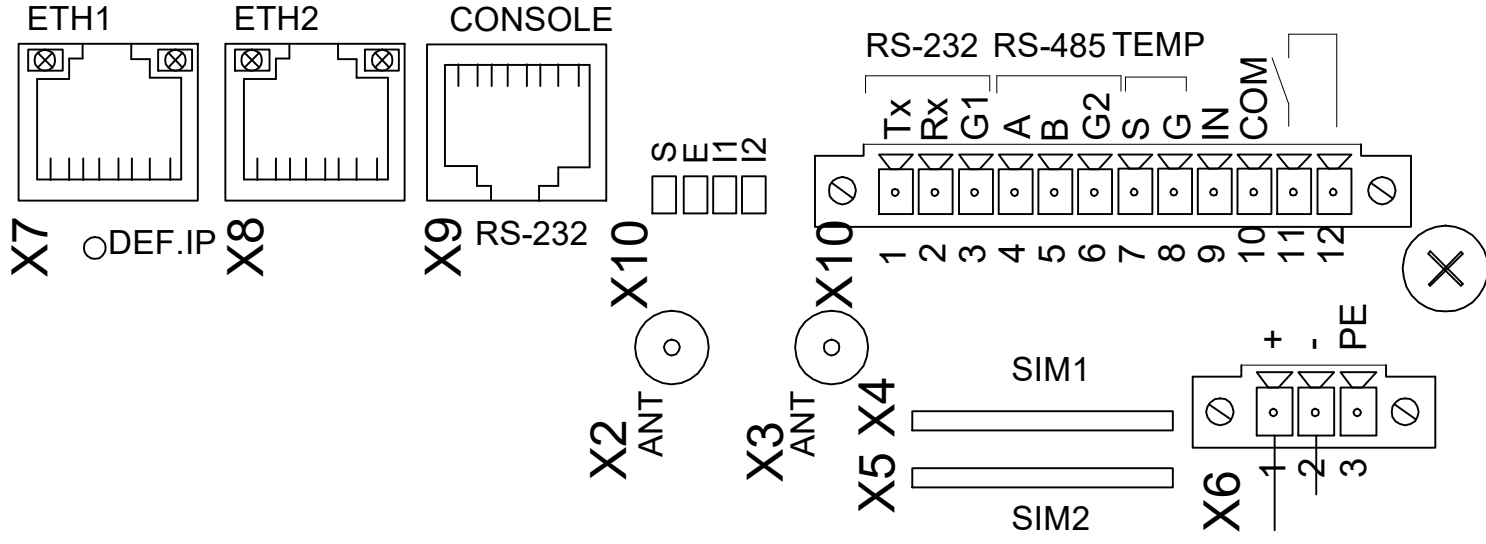 ETH1
ETH2
CONSOLE
RS-232 RS-485 TEMP
Tx Rx G1 A B G2 S G IN COM
S E I1 I2
X7
DEF.IP
X8
X9
RS-232
X10
X10
1 2 3 4 5 6 7 8 9 10 11 12
+ - PE
X2
ANT
X3
ANT
X4
SIM1
X5
SIM2
X6
1 2 3